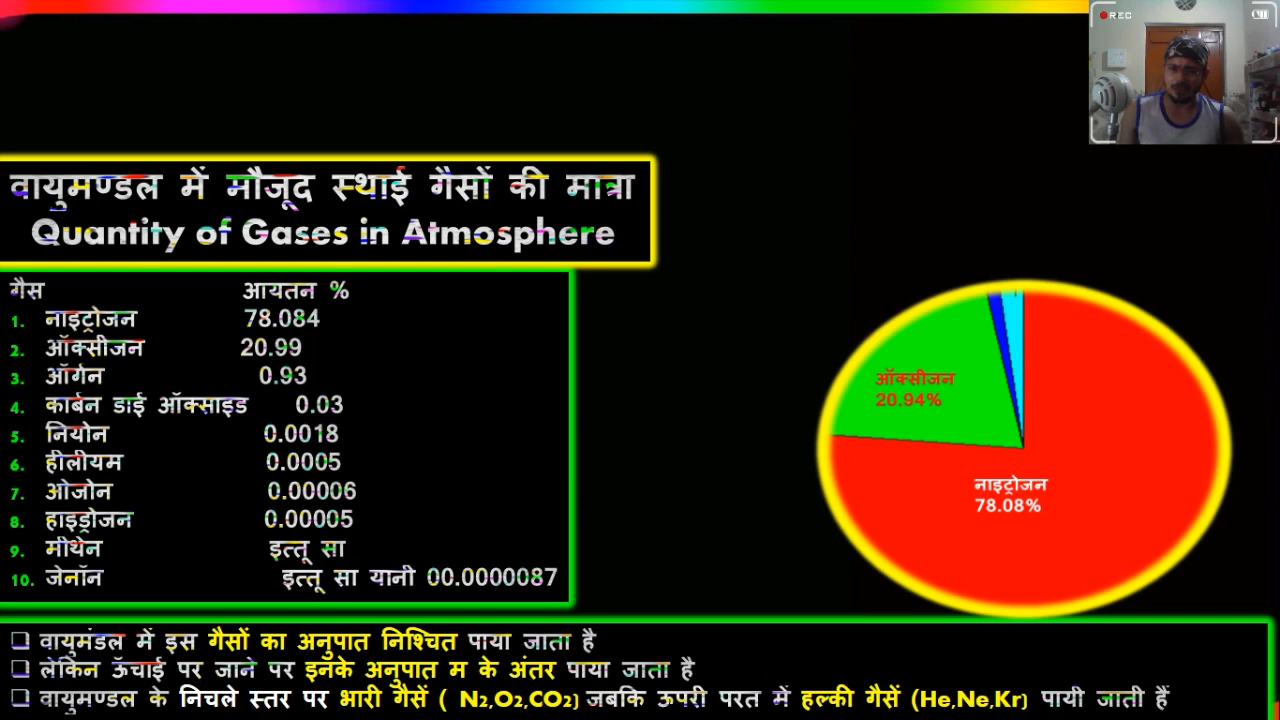 REC
वायुमण्डल में मौजूद स्थाई गैसों की मात्रा
Quantity of Gases in Atmosphere
गैस आयतन %
1. नाइट्रोजन 78.084
2. ऑक्सीजन 20.99
3. ऑर्गन 0.93
4. कार्बन डाई ऑक्साइड 0.03
5. नियोन 0.0018
6. हीलीयम 0.0005
7. ओजोन 0.00006
8. हाइड्रोजन 0.00005
9. मीथेन इत्तू सा
10. जेनॉन इत्तू सा यानी 00.0000087
ऑक्सीजन
20.94%
नाइट्रोजन
78.08%
वायुमंडल में इस गैसों का अनुपात निश्चित पाया जाता है
लेकिन ऊँचाई पर जाने पर इनके अनुपात म के अंतर पाया जाता है
वायुमण्डल के निचले स्तर पर भारी गैसें ( N2,O2,CO2) जबकि ऊपरी परत में हल्की गैसें (He,Ne,Kr) पायी जाती हैं